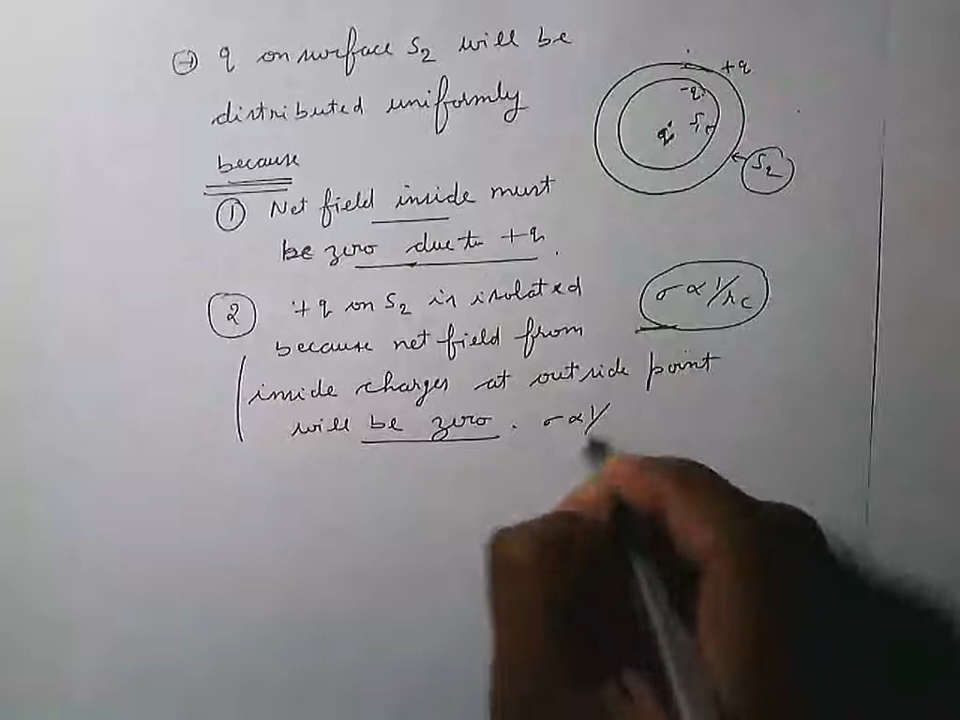 → q on surface S2 will be
distributed uniformly
because
① Net field inside must
be zero due to +q.
② +q on S2 is isolated
because net field from
inside charges at outside point
will be zero. σ ∝ 1/
+q
-q
S1
q
S2
σ ∝ 1/rc